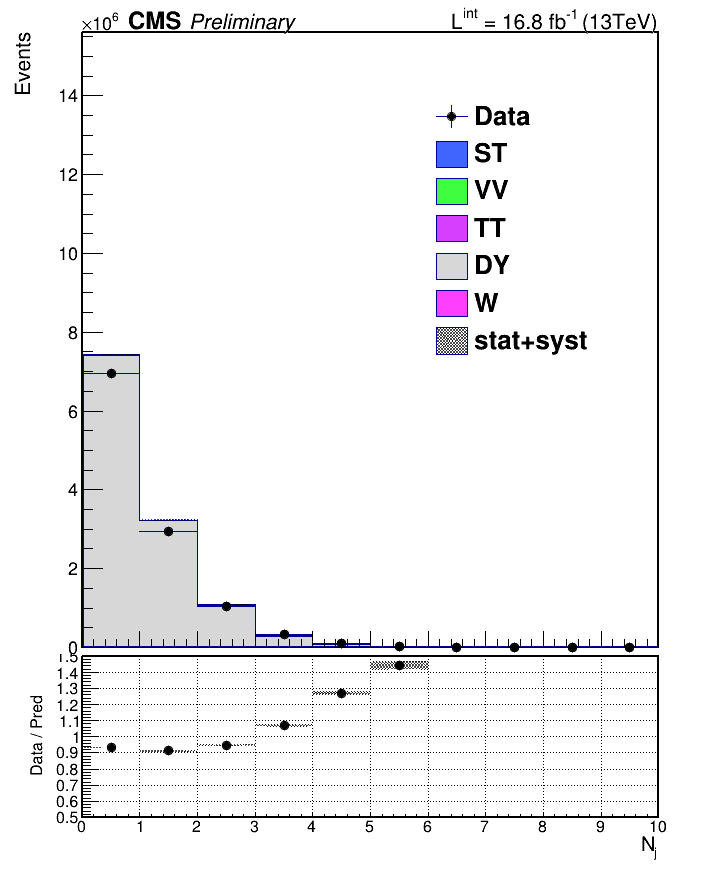 ×10⁶ CMS Preliminary L^int = 16.8 fb⁻¹ (13TeV)
Events
14
12
10
8
6
4
2
0
Data
ST
VV
TT
DY
W
stat+syst
Data / Pred
1.5
1.4
1.3
1.2
1.1
1
0.9
0.8
0.7
0.6
0.5
0 1 2 3 4 5 6 7 8 9 10
N_j